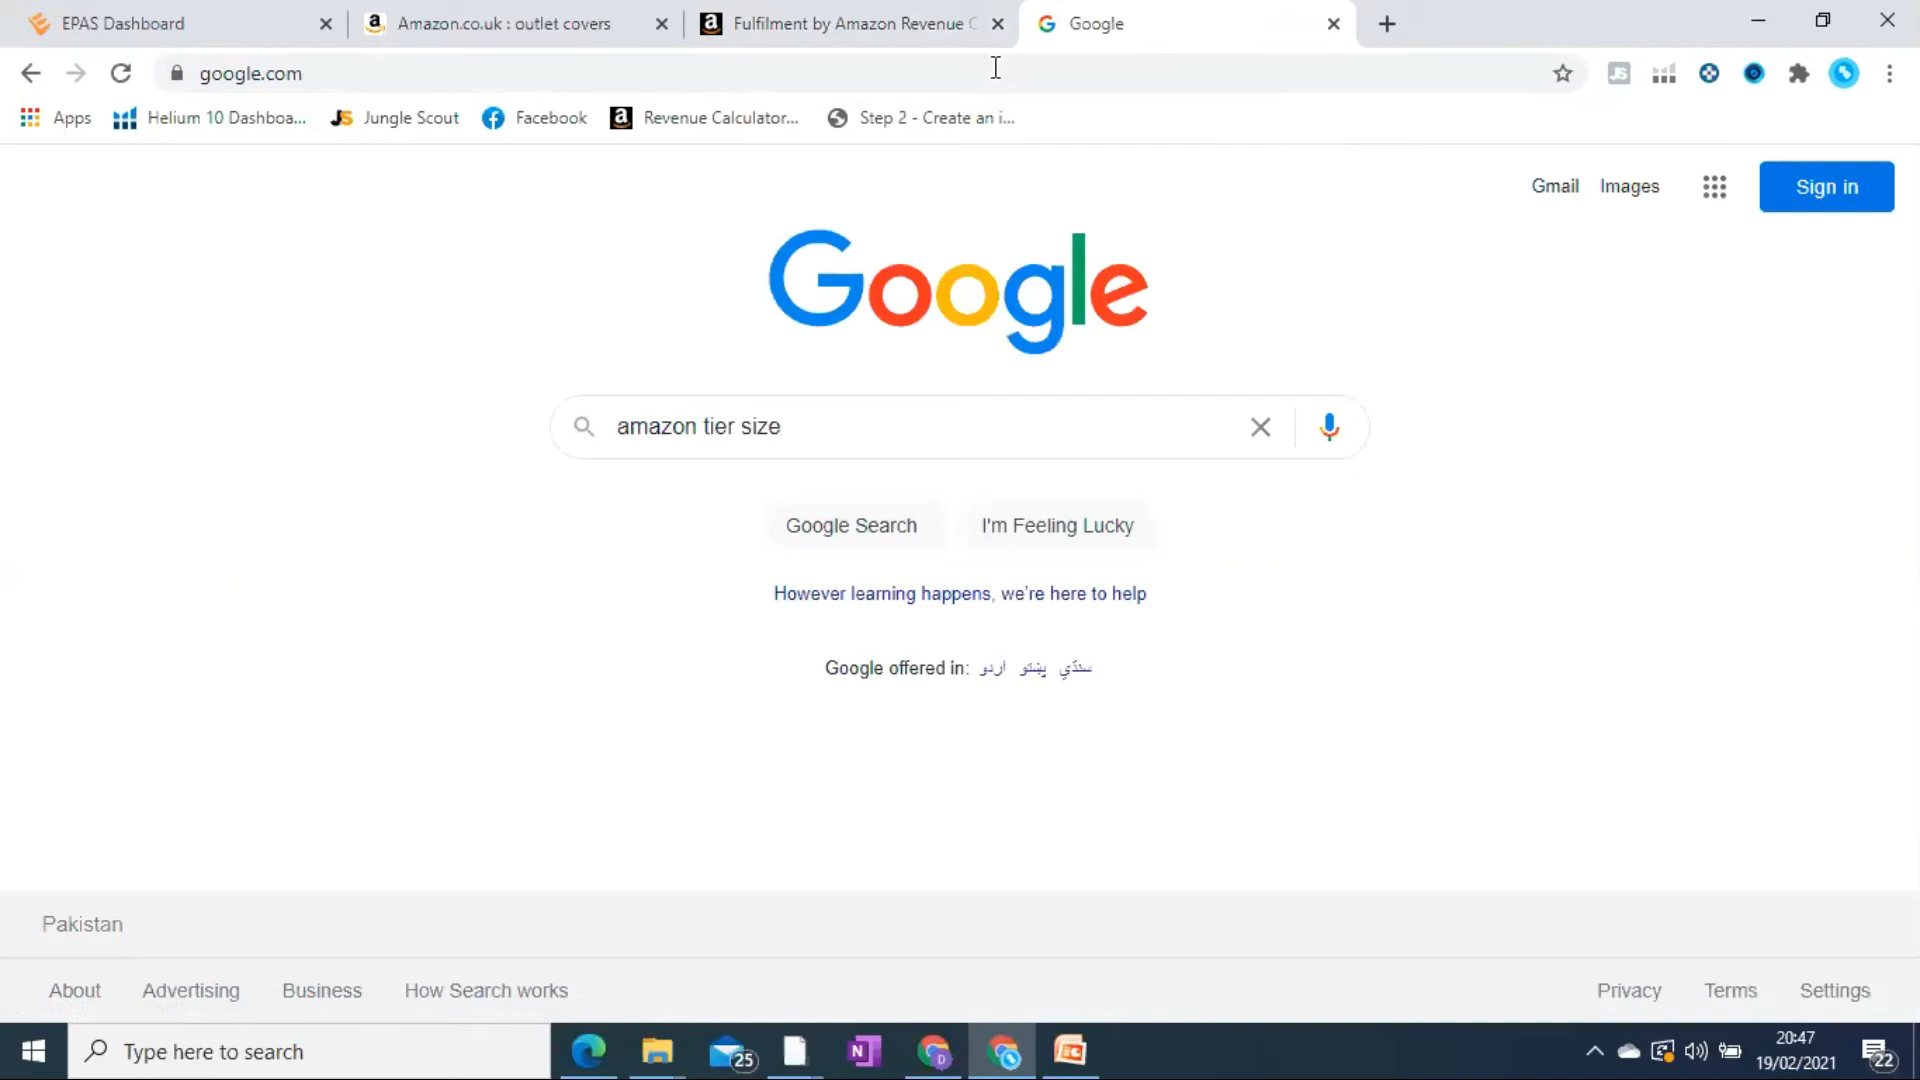 EPAS Dashboard
Amazon.co.uk : outlet covers
Fulfilment by Amazon Revenue C
Google
google.com
Apps
Helium 10 Dashboa...
Jungle Scout
Facebook
Revenue Calculator...
Step 2 - Create an i...
Gmail
Images
Sign in
Google
amazon tier size
Google Search
I'm Feeling Lucky
However learning happens, we're here to help
Google offered in: اردو پښتو سنڌي
Pakistan
About
Advertising
Business
How Search works
Privacy
Terms
Settings
Type here to search
25
20:47
19/02/2021
22